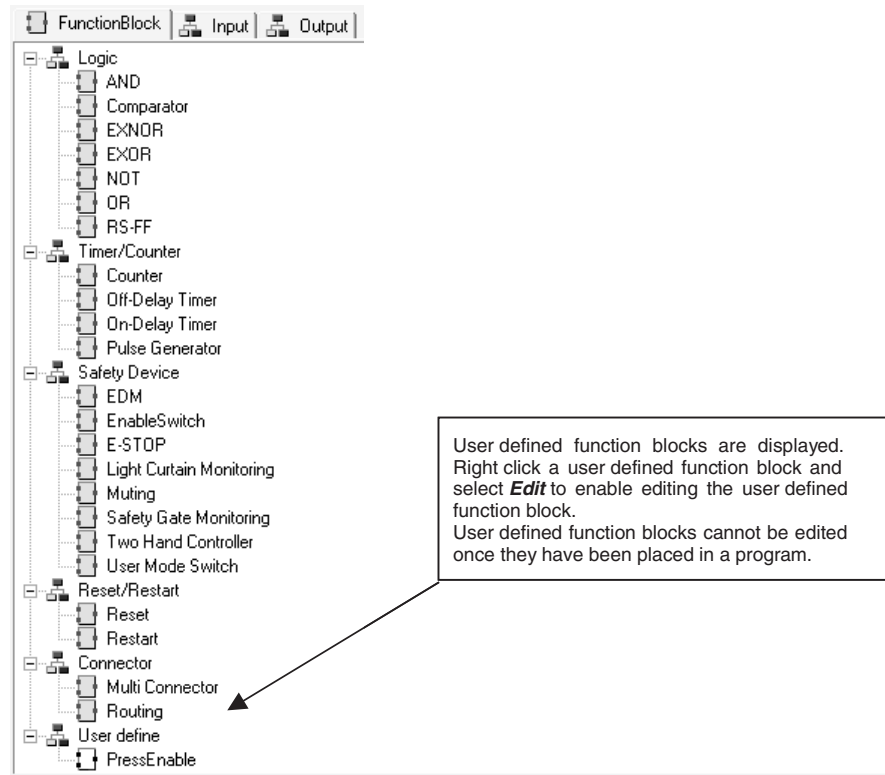 FunctionBlock Input Output
Logic
AND
Comparator
EXNOR
EXOR
NOT
OR
RS-FF
Timer/Counter
Counter
Off-Delay Timer
On-Delay Timer
Pulse Generator
Safety Device
EDM
EnableSwitch
E-STOP
Light Curtain Monitoring
Muting
Safety Gate Monitoring
Two Hand Controller
User Mode Switch
Reset/Restart
Reset
Restart
Connector
Multi Connector
Routing
User define
PressEnable
User defined function blocks are displayed.
Right click a user defined function block and
select Edit to enable editing the user defined
function block.
User defined function blocks cannot be edited
once they have been placed in a program.